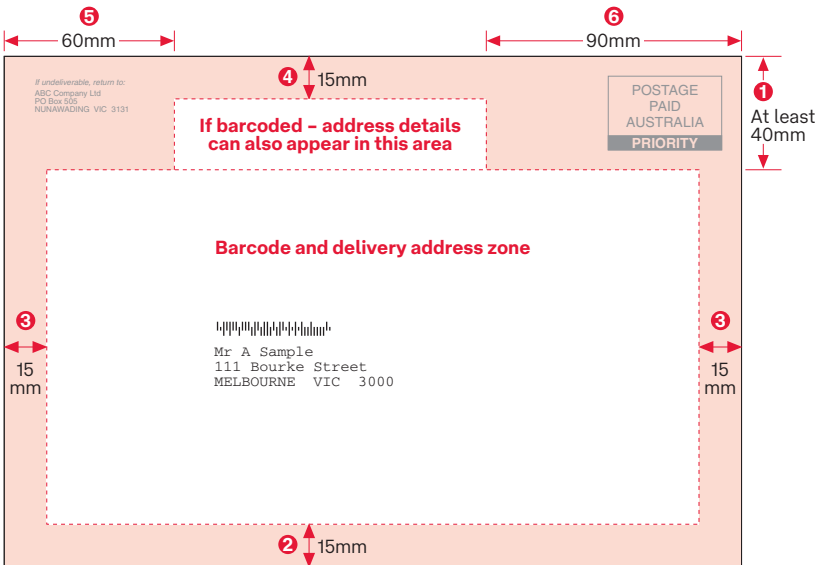 5
6
60mm
90mm
4 15mm
1
At least
40mm
If undeliverable, return to:
ABC Company Ltd
PO Box 505
NUNAWADING VIC 3131
POSTAGE
PAID
AUSTRALIA
PRIORITY
If barcoded – address details
can also appear in this area
Barcode and delivery address zone
3
15
mm
3
15
mm
Mr A Sample
111 Bourke Street
MELBOURNE VIC 3000
2 15mm